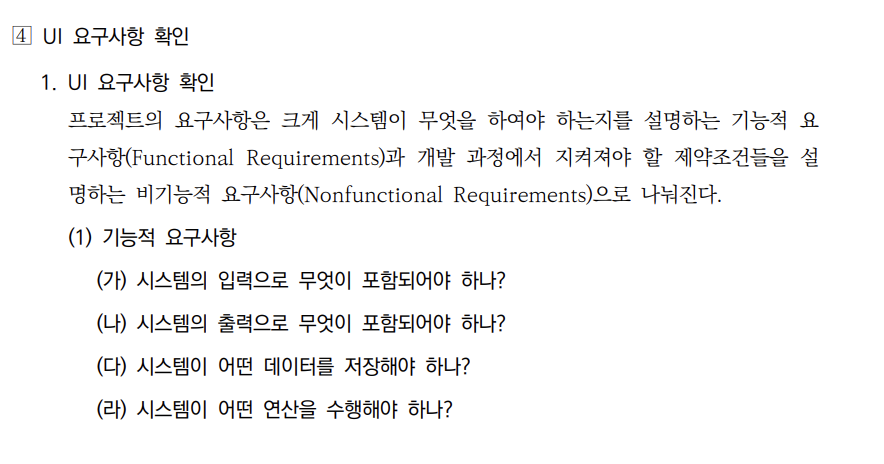 4 UI 요구사항 확인
1. UI 요구사항 확인
프로젝트의 요구사항은 크게 시스템이 무엇을 하여야 하는지를 설명하는 기능적 요
구사항(Functional Requirements)과 개발 과정에서 지켜져야 할 제약조건들을 설
명하는 비기능적 요구사항(Nonfunctional Requirements)으로 나눠진다.
(1) 기능적 요구사항
(가) 시스템의 입력으로 무엇이 포함되어야 하나?
(나) 시스템의 출력으로 무엇이 포함되어야 하나?
(다) 시스템이 어떤 데이터를 저장해야 하나?
(라) 시스템이 어떤 연산을 수행해야 하나?